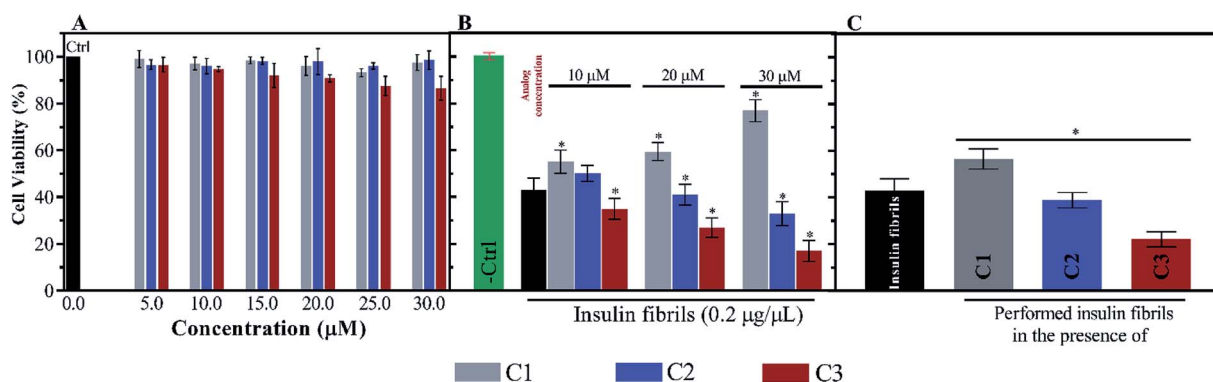 A
Ctrl
100
80
60
40
20
0
Cell Viability (%)
0.0 5.0 10.0 15.0 20.0 25.0 30.0
Concentration (μM)
B
Analog
concentration
10 μM 20 μM 30 μM
* * * * * * * *
-Ctrl
Insulin fibrils (0.2 μg/μL)
C
*
Insulin fibrils
C1
C2
C3
Performed insulin fibrils
in the presence of
C1 C2 C3